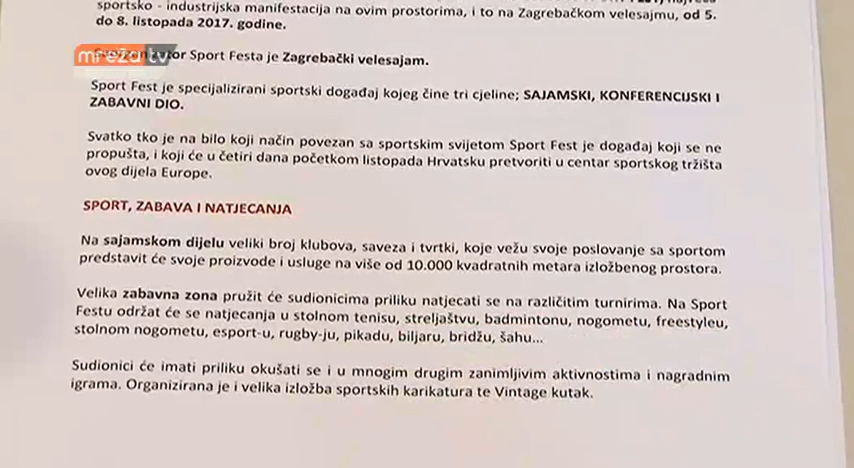 sportsko - industrijska manifestacija na ovim prostorima, i to na Zagrebačkom velesajmu, od 5.
do 8. listopada 2017. godine.
mreža tv
Sport Festa je Zagrebački velesajam.
Sport Fest je specijalizirani sportski događaj kojeg čine tri cjeline; SAJAMSKI, KONFERENCIJSKI I
ZABAVNI DIO.
Svatko tko je na bilo koji način povezan sa sportskim svijetom Sport Fest je događaj koji se ne
propušta, i koji će u četiri dana početkom listopada Hrvatsku pretvoriti u centar sportskog tržišta
ovog dijela Europe.
SPORT, ZABAVA I NATJECANJA
Na sajamskom dijelu veliki broj klubova, saveza i tvrtki, koje vežu svoje poslovanje sa sportom
predstavit će svoje proizvode i usluge na više od 10.000 kvadratnih metara izložbenog prostora.
Velika zabavna zona pružit će sudionicima priliku natjecati se na različitim turnirima. Na Sport
Festu održat će se natjecanja u stolnom tenisu, streljaštvu, badmintonu, nogometu, freestyleu,
stolnom nogometu, esport-u, rugby-ju, pikadu, biljaru, bridžu, šahu...
Sudionici će imati priliku okušati se i u mnogim drugim zanimljivim aktivnostima i nagradnim
igrama. Organizirana je i velika izložba sportskih karikatura te Vintage kutak.